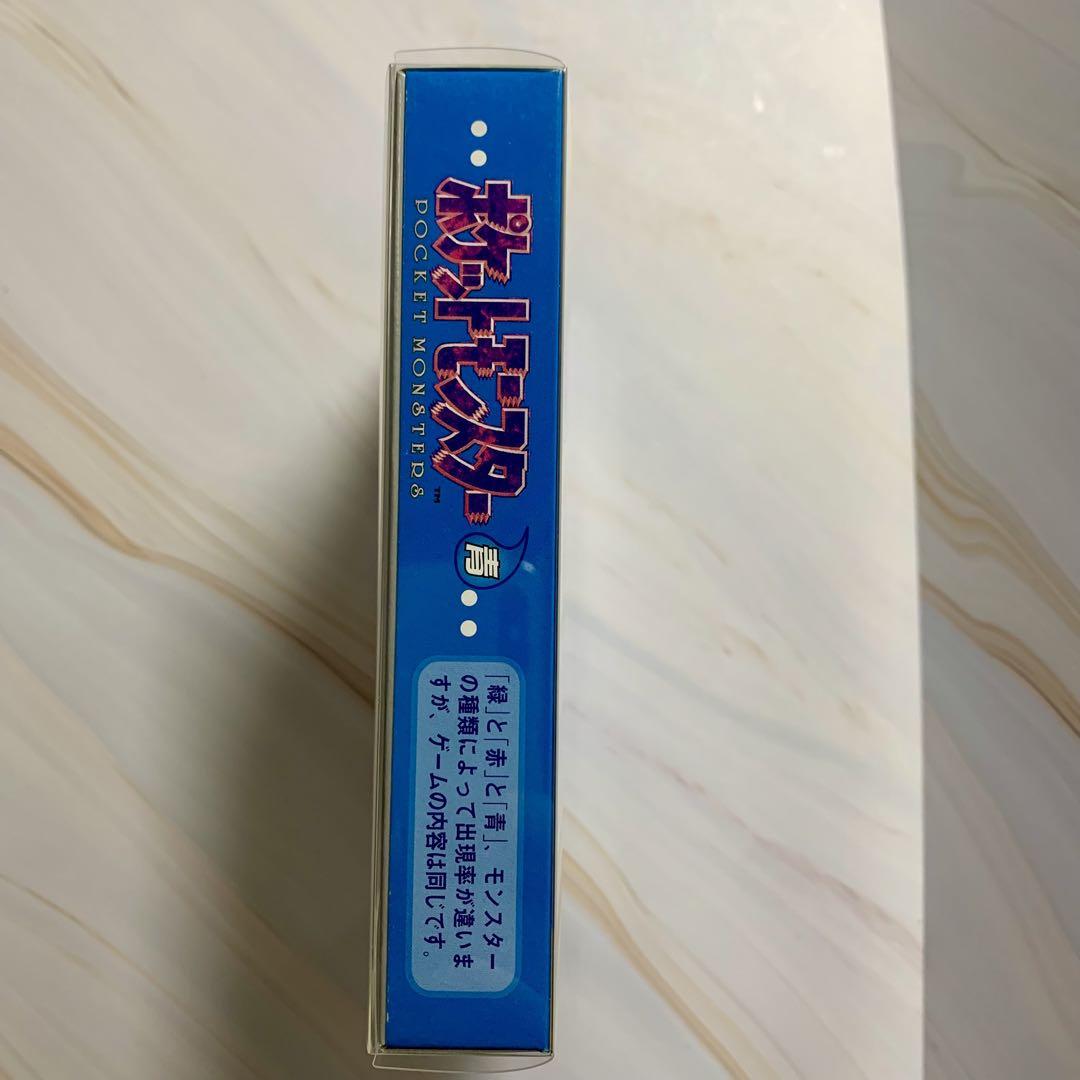 ポケットモンスター
POCKET MONSTERS
TM
青
「緑」と「赤」と「青」、モンスター
の種類によって出現率が違いま
すが、ゲームの内容は同じです。